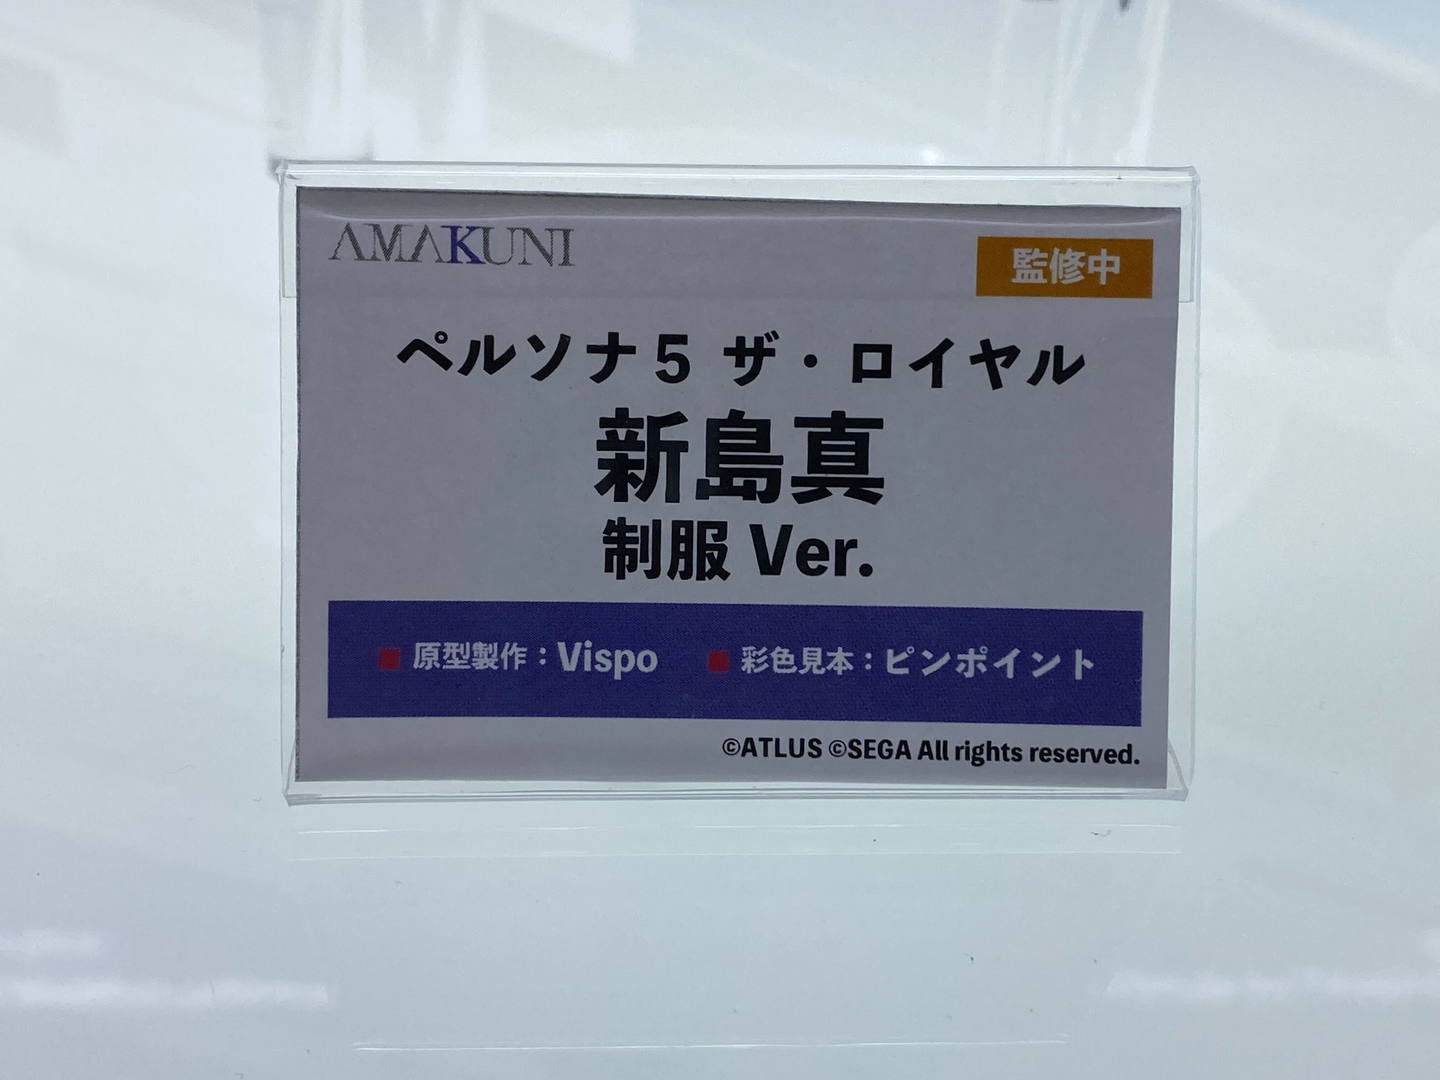 AMAKUNI
監修中
ペルソナ5 ザ・ロイヤル
新島真
制服 Ver.
■ 原型製作：Vispo ■ 彩色見本：ピンポイント
©ATLUS ©SEGA All rights reserved.